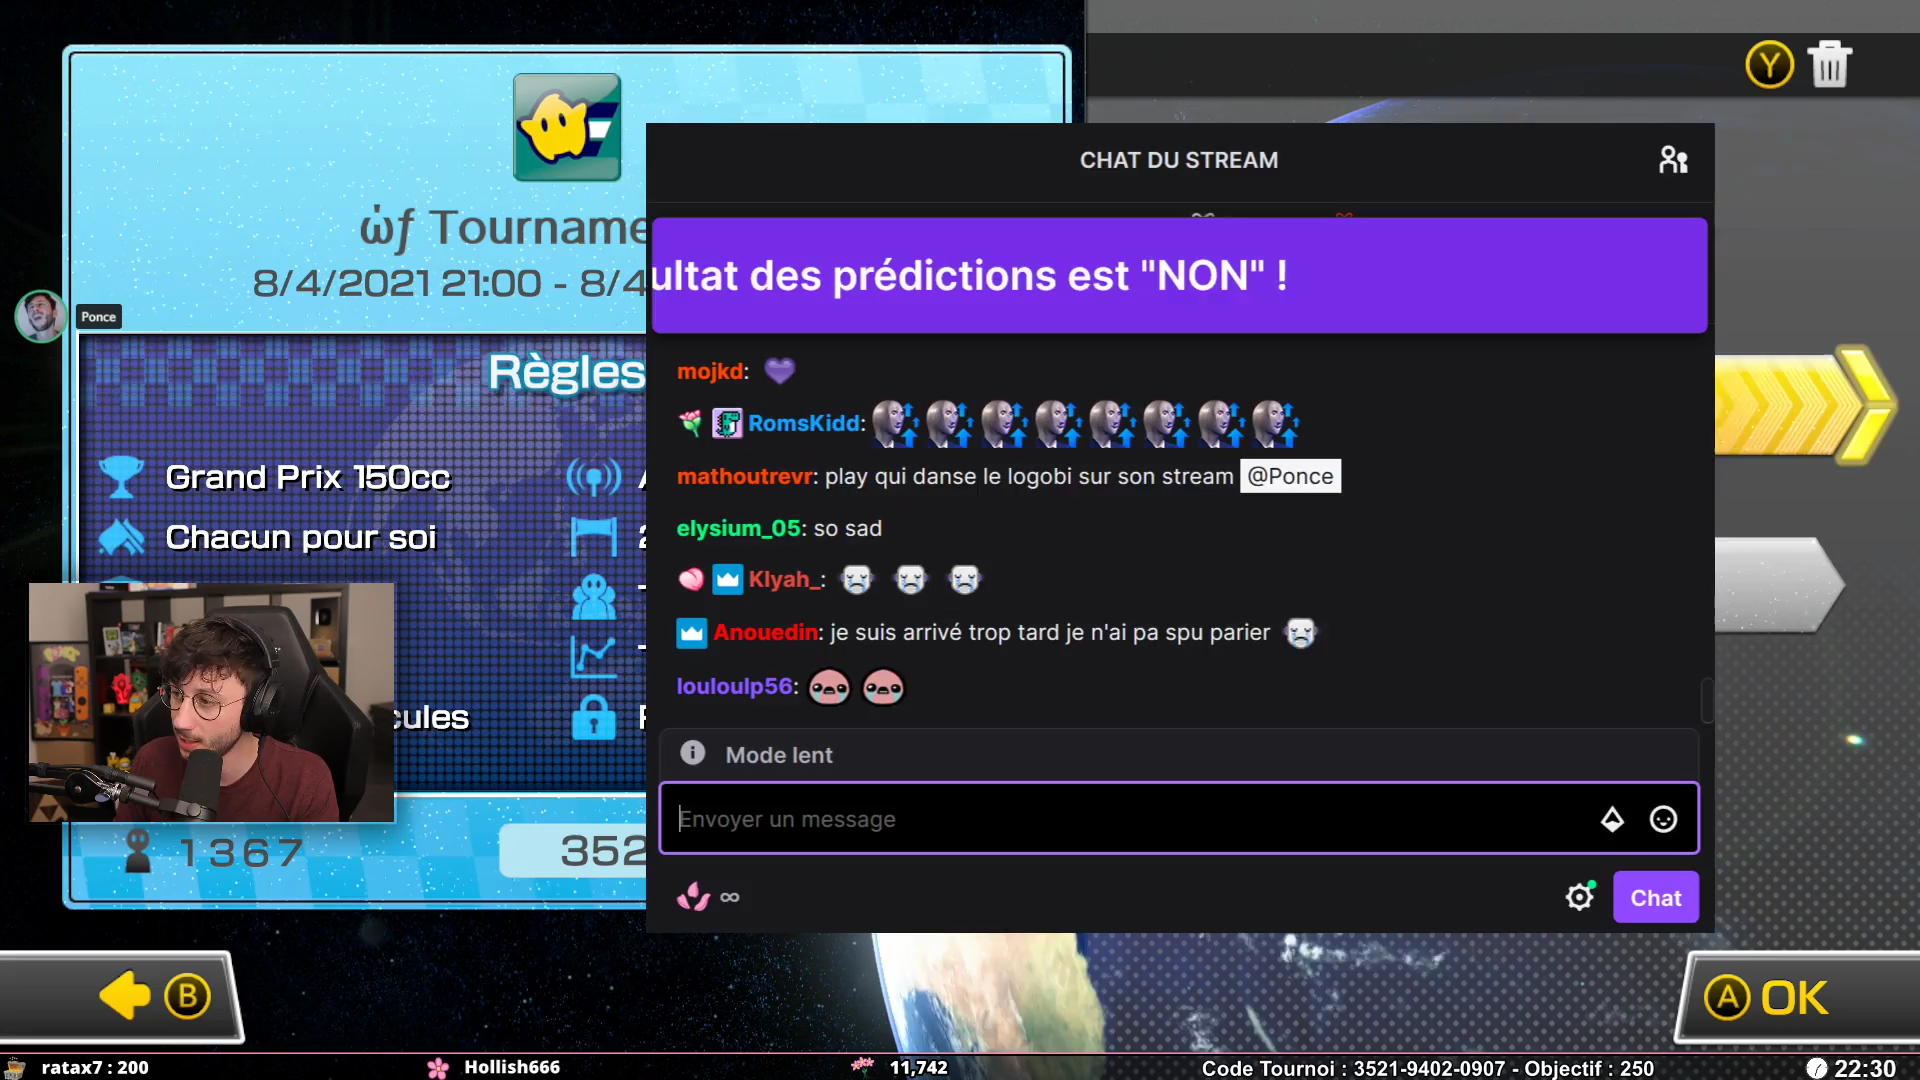 Y
CHAT DU STREAM
ώƒ Tourname
8/4/2021 21:00 - 8/4
ultat des prédictions est "NON" !
Ponce
Règles
mojkd:
RomsKidd:
Grand Prix 150cc
mathoutrevr: play qui danse le logobi sur son stream @Ponce
Chacun pour soi
elysium_05: so sad
Klyah_:
Anouedin: je suis arrivé trop tard je n'ai pa spu parier
louloulp56:
cules
Mode lent
Envoyer un message
1367
352
∞
Chat
B
A OK
ratax7 : 200
Hollish666
11,742
Code Tournoi : 3521-9402-0907 - Objectif : 250
22:30